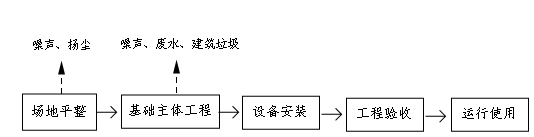 噪声、扬尘
噪声、废水、建筑垃圾
场地平整
基础主体工程
设备安装
工程验收
运行使用